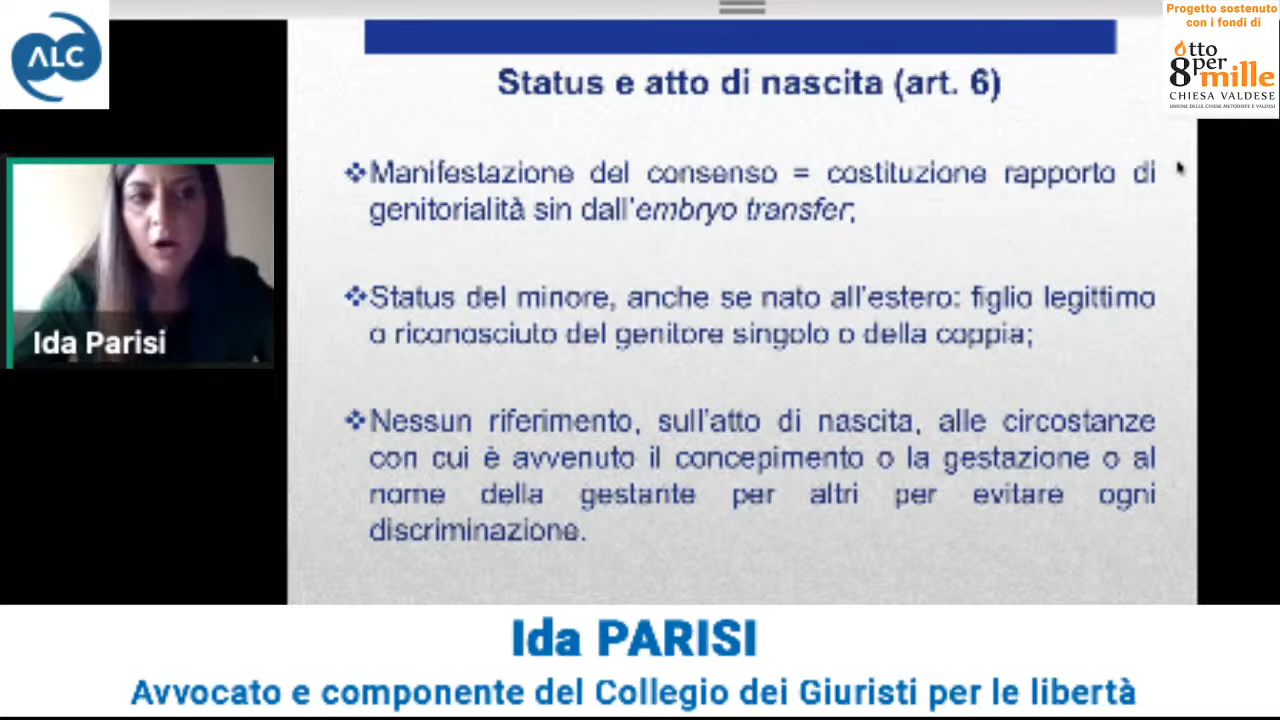 ALC
Progetto sostenuto
con i fondi di
8 otto per mille
CHIESA VALDESE
UNIONE DELLE CHIESE METODISTE E VALDESI
Status e atto di nascita (art. 6)
❖Manifestazione del consenso = costituzione rapporto di
genitorialità sin dall'embryo transfer;
❖Status del minore, anche se nato all'estero: figlio legittimo
o riconosciuto del genitore singolo o della coppia;
❖Nessun riferimento, sull'atto di nascita, alle circostanze
con cui è avvenuto il concepimento o la gestazione o al
nome della gestante per altri per evitare ogni
discriminazione.
Ida Parisi
Ida PARISI
Avvocato e componente del Collegio dei Giuristi per le libertà